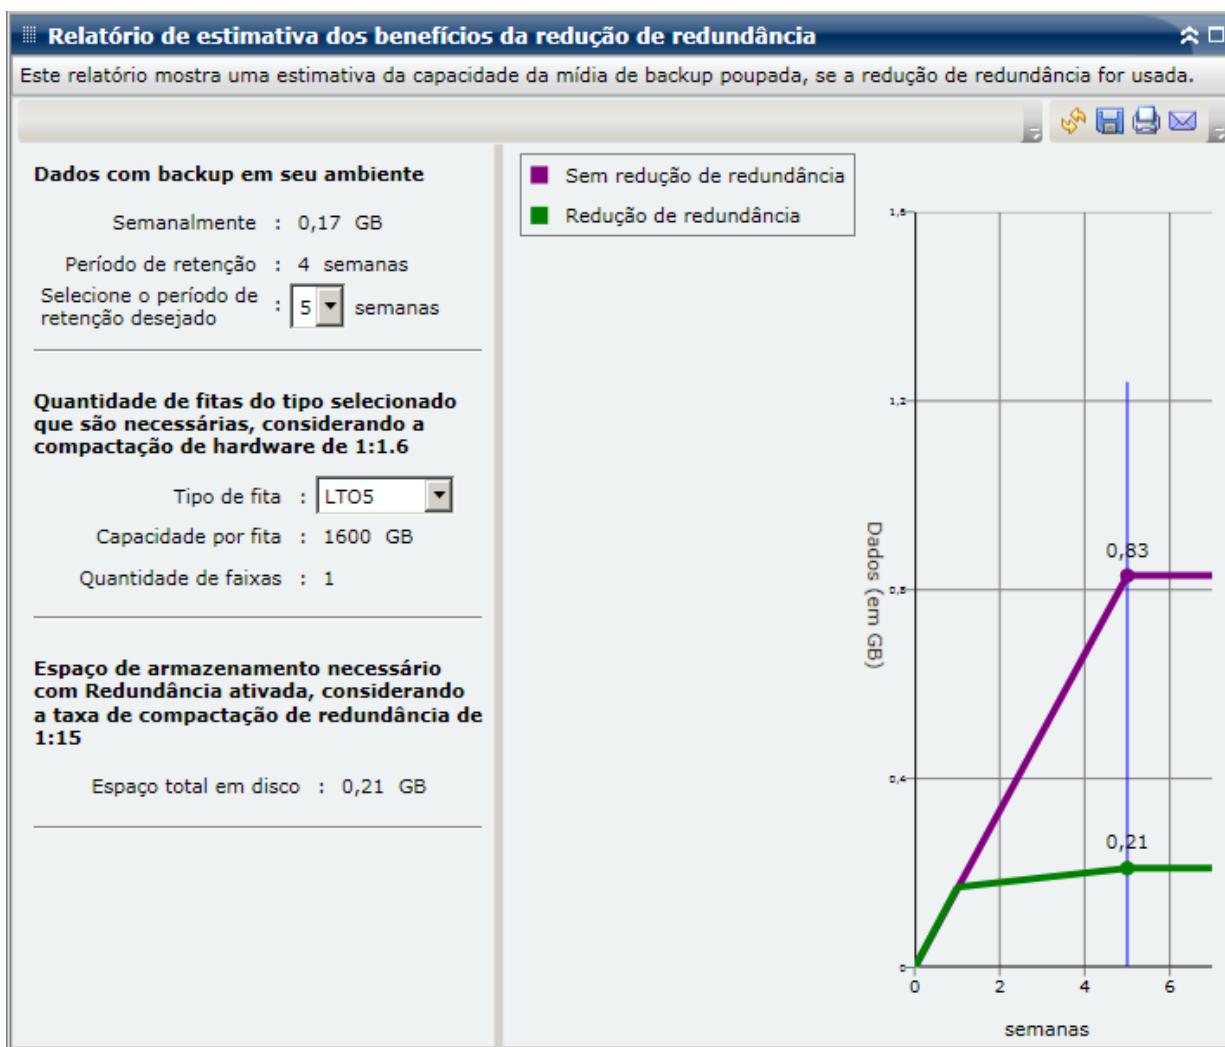 Relatório de estimativa dos benefícios da redução de redundância
Este relatório mostra uma estimativa da capacidade da mídia de backup poupada, se a redução de redundância for usada.
Dados com backup em seu ambiente
Semanalmente : 0,17 GB
Período de retenção : 4 semanas
Selecione o período de
retenção desejado : 5 semanas
Quantidade de fitas do tipo selecionado
que são necessárias, considerando a
compactação de hardware de 1:1.6
Tipo de fita : LTO5
Capacidade por fita : 1600 GB
Quantidade de faixas : 1
Espaço de armazenamento necessário
com Redundância ativada, considerando
a taxa de compactação de redundância de
1:15
Espaço total em disco : 0,21 GB
Sem redução de redundância
Redução de redundância
1,6
1,2
0,8
0,4
0
Dados (em GB)
0,83
0,21
0 2 4 6
semanas